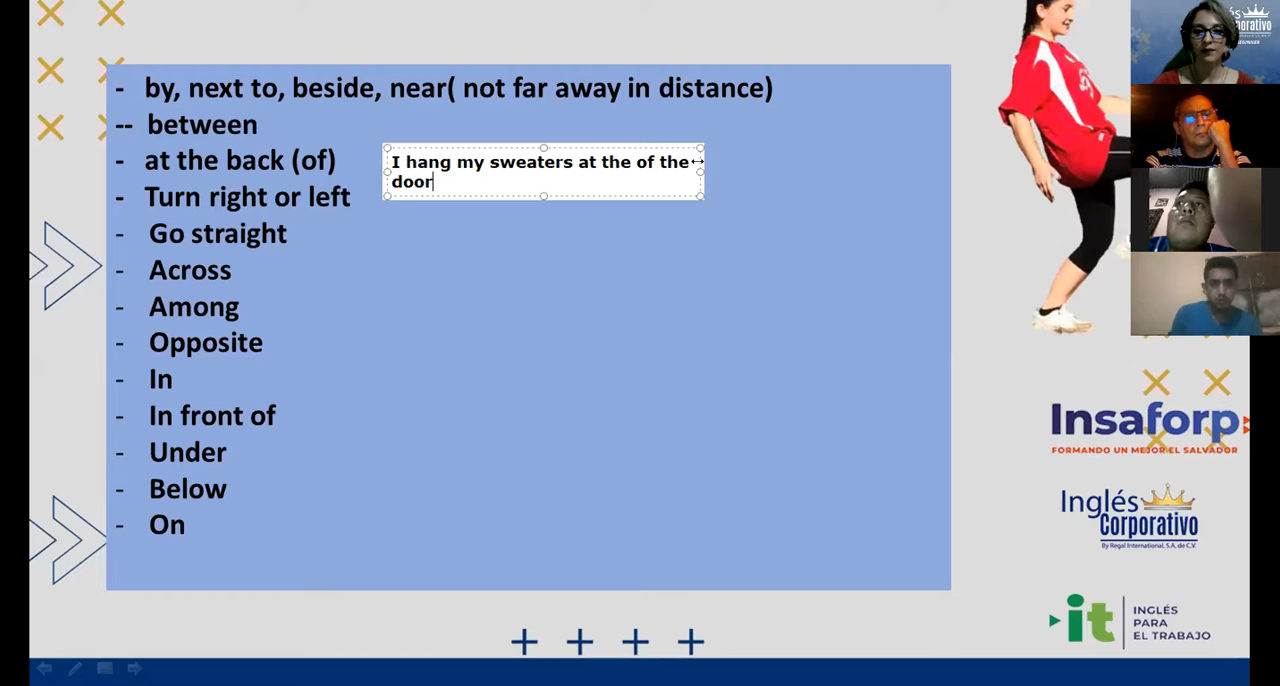 - by, next to, beside, near( not far away in distance)
-- between
- at the back (of)
I hang my sweaters at the of the
door
- Turn right or left
- Go straight
- Across
- Among
- Opposite
- In
- In front of
- Under
- Below
- On
Insaforp
FORMANDO UN MEJOR EL SALVADOR
Inglés
Corporativo
By Regal International, S.A. de C.V.
it
INGLÉS
PARA
EL TRABAJO